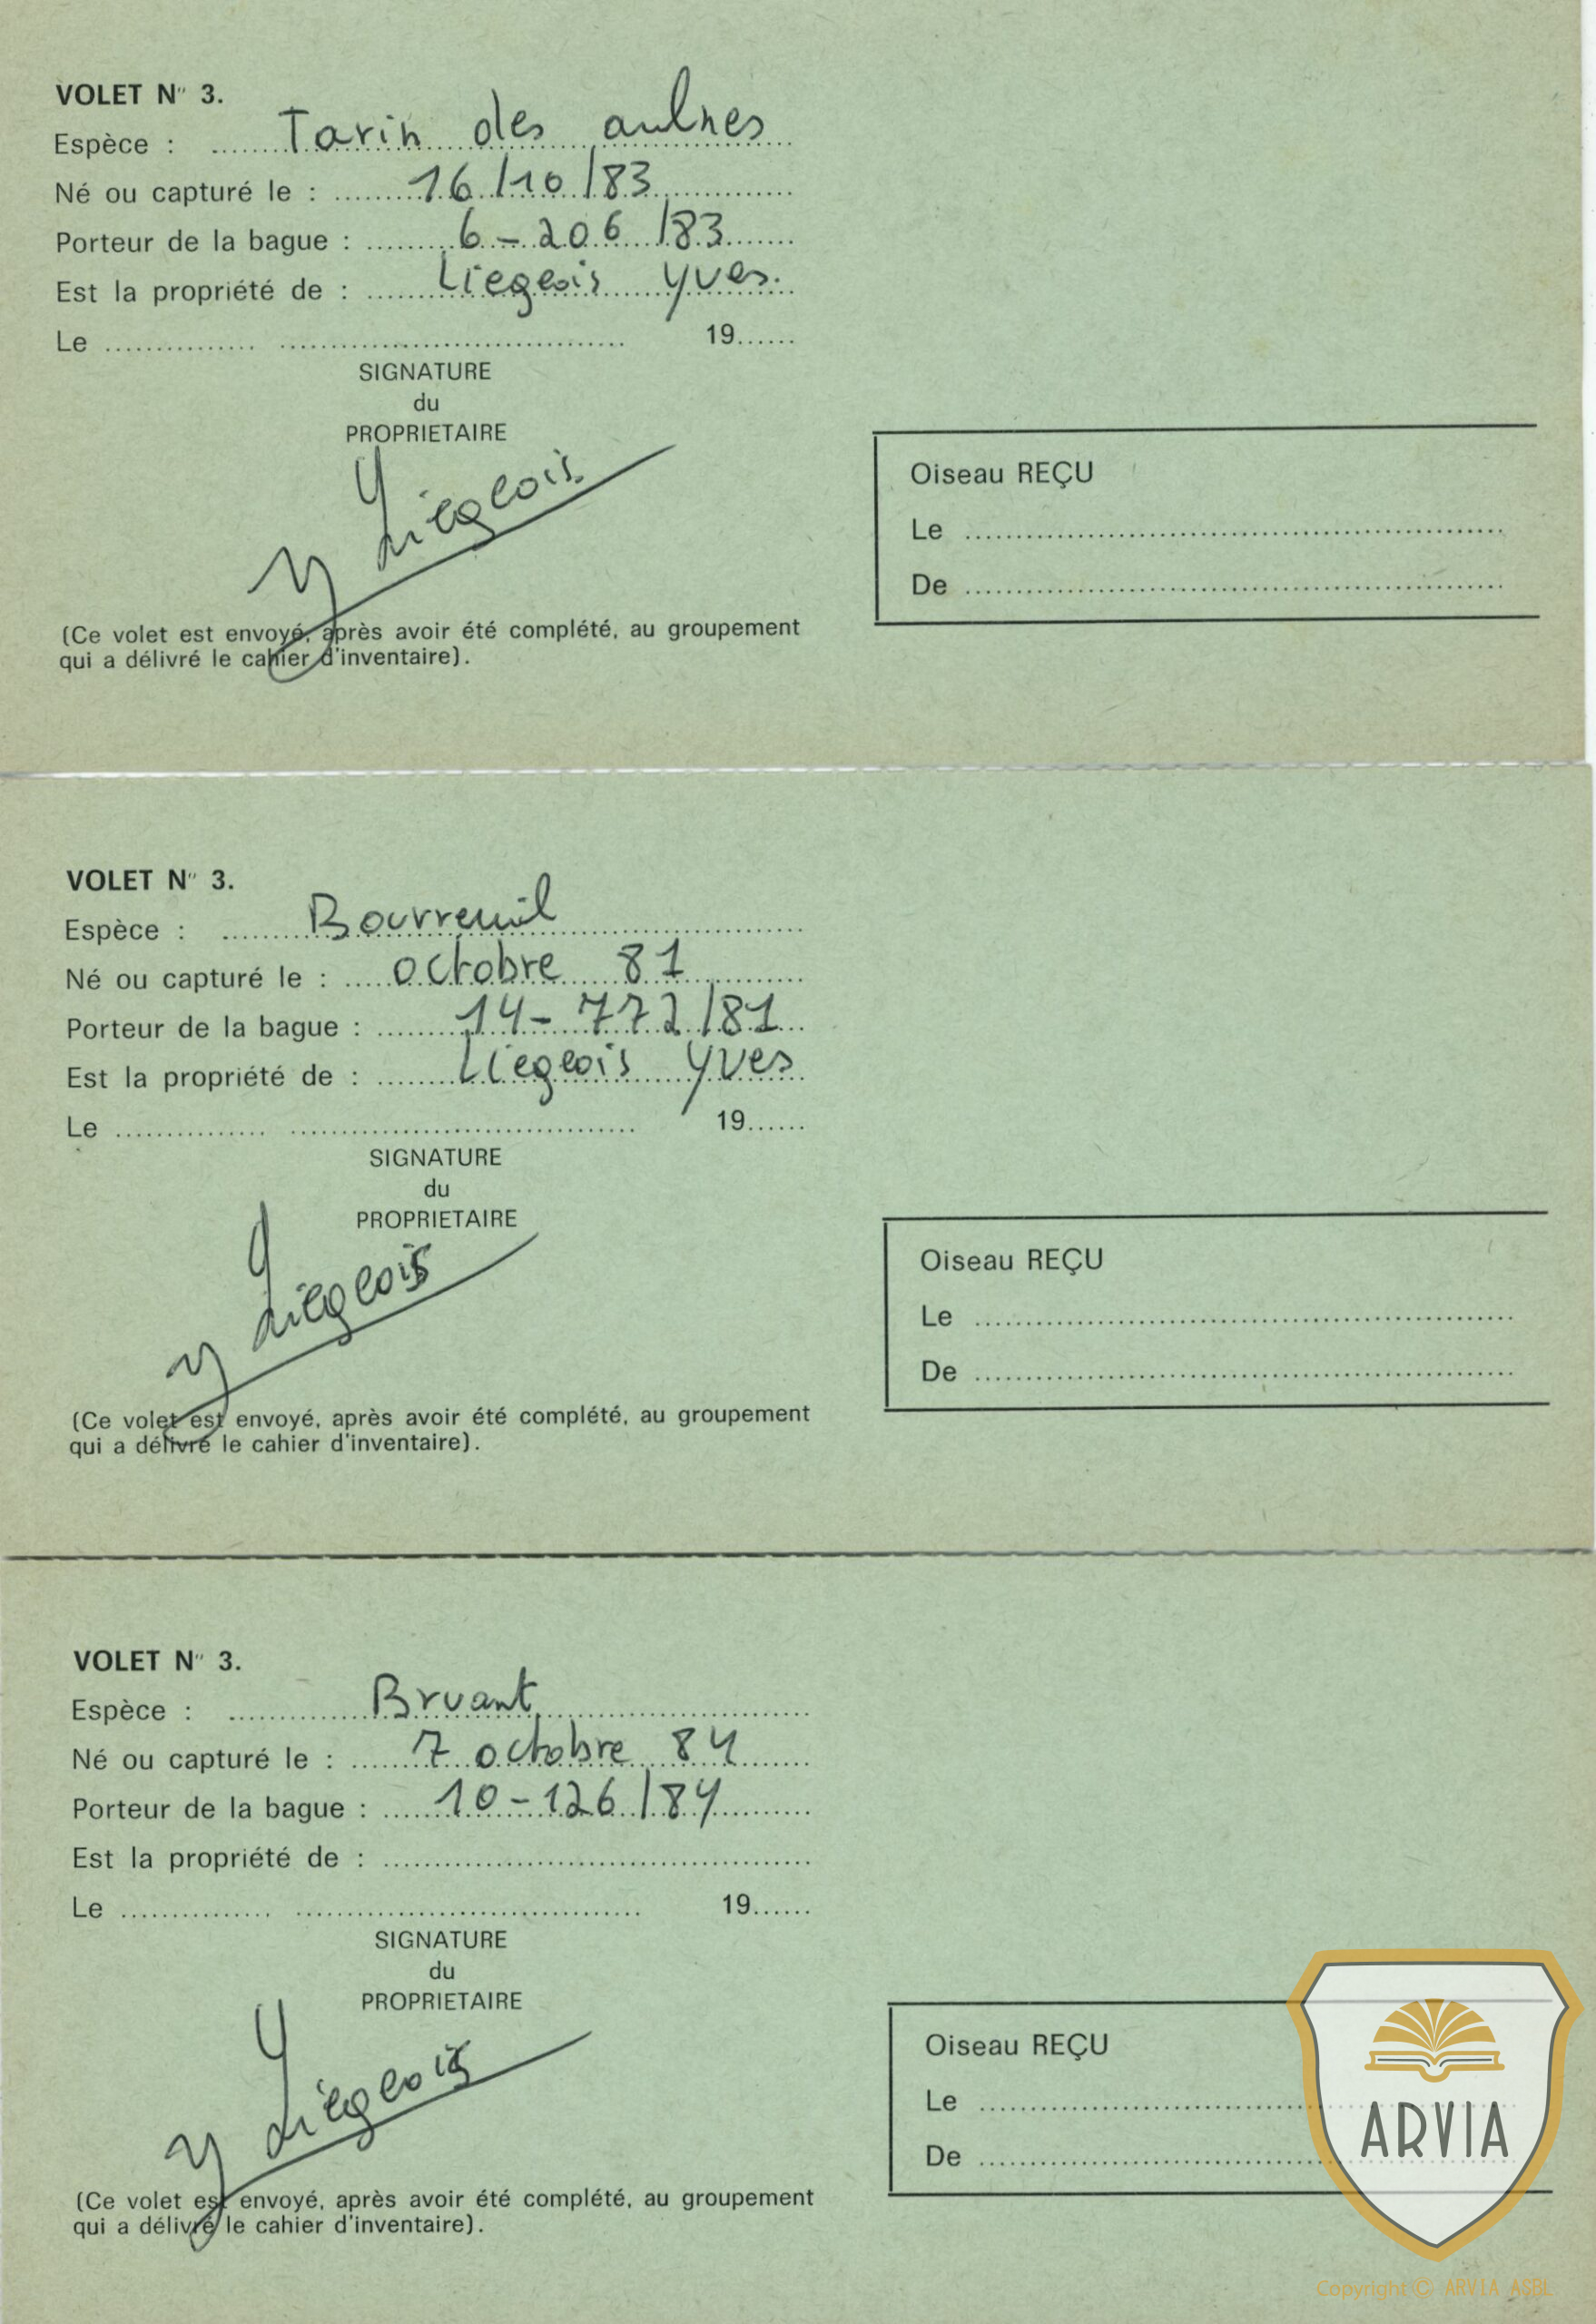 VOLET N° 3.
Espèce : Tarin des aulnes
Né ou capturé le : 16/10/83
Porteur de la bague : 6-206/83
Est la propriété de : Liegeois Yves.
Le 19
SIGNATURE
du
PROPRIETAIRE
Y Liégeois
Oiseau REÇU
Le
De
(Ce volet est envoyé, après avoir été complété, au groupement
qui a délivré le cahier d'inventaire).
VOLET N° 3.
Espèce : Bouvreuil
Né ou capturé le : octobre 81
Porteur de la bague : 14-772/81
Est la propriété de : Liegeois Yves
Le 19
SIGNATURE
du
PROPRIETAIRE
Y Liégeois
Oiseau REÇU
Le
De
(Ce volet est envoyé, après avoir été complété, au groupement
qui a délivré le cahier d'inventaire).
VOLET N° 3.
Espèce : Bruant
Né ou capturé le : 7 octobre 84
Porteur de la bague : 10-126/84
Est la propriété de :
Le 19
SIGNATURE
du
PROPRIETAIRE
Y Liégeois
Oiseau REÇU
Le
De
(Ce volet est envoyé, après avoir été complété, au groupement
qui a délivré le cahier d'inventaire).
ARVIA
Copyright © ARVIA ASBL